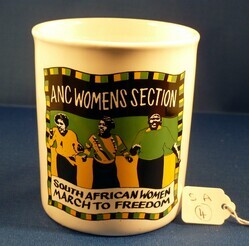 ANC WOMENS SECTION
SOUTH AFRICAN WOMEN
MARCH TO FREEDOM
SA
4